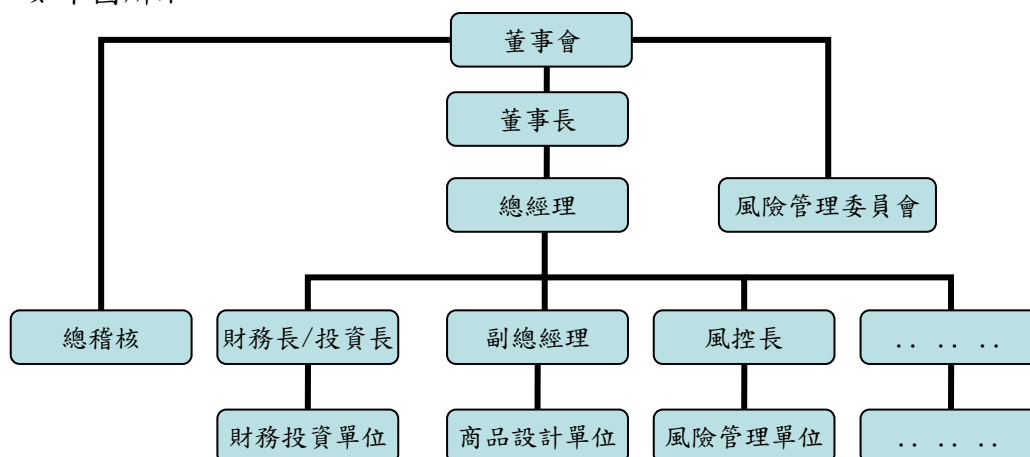 董事會
董事長
總經理
風險管理委員會
總稽核
財務長/投資長
副總經理
風控長
.. .. ..
財務投資單位
商品設計單位
風險管理單位
.. .. ..